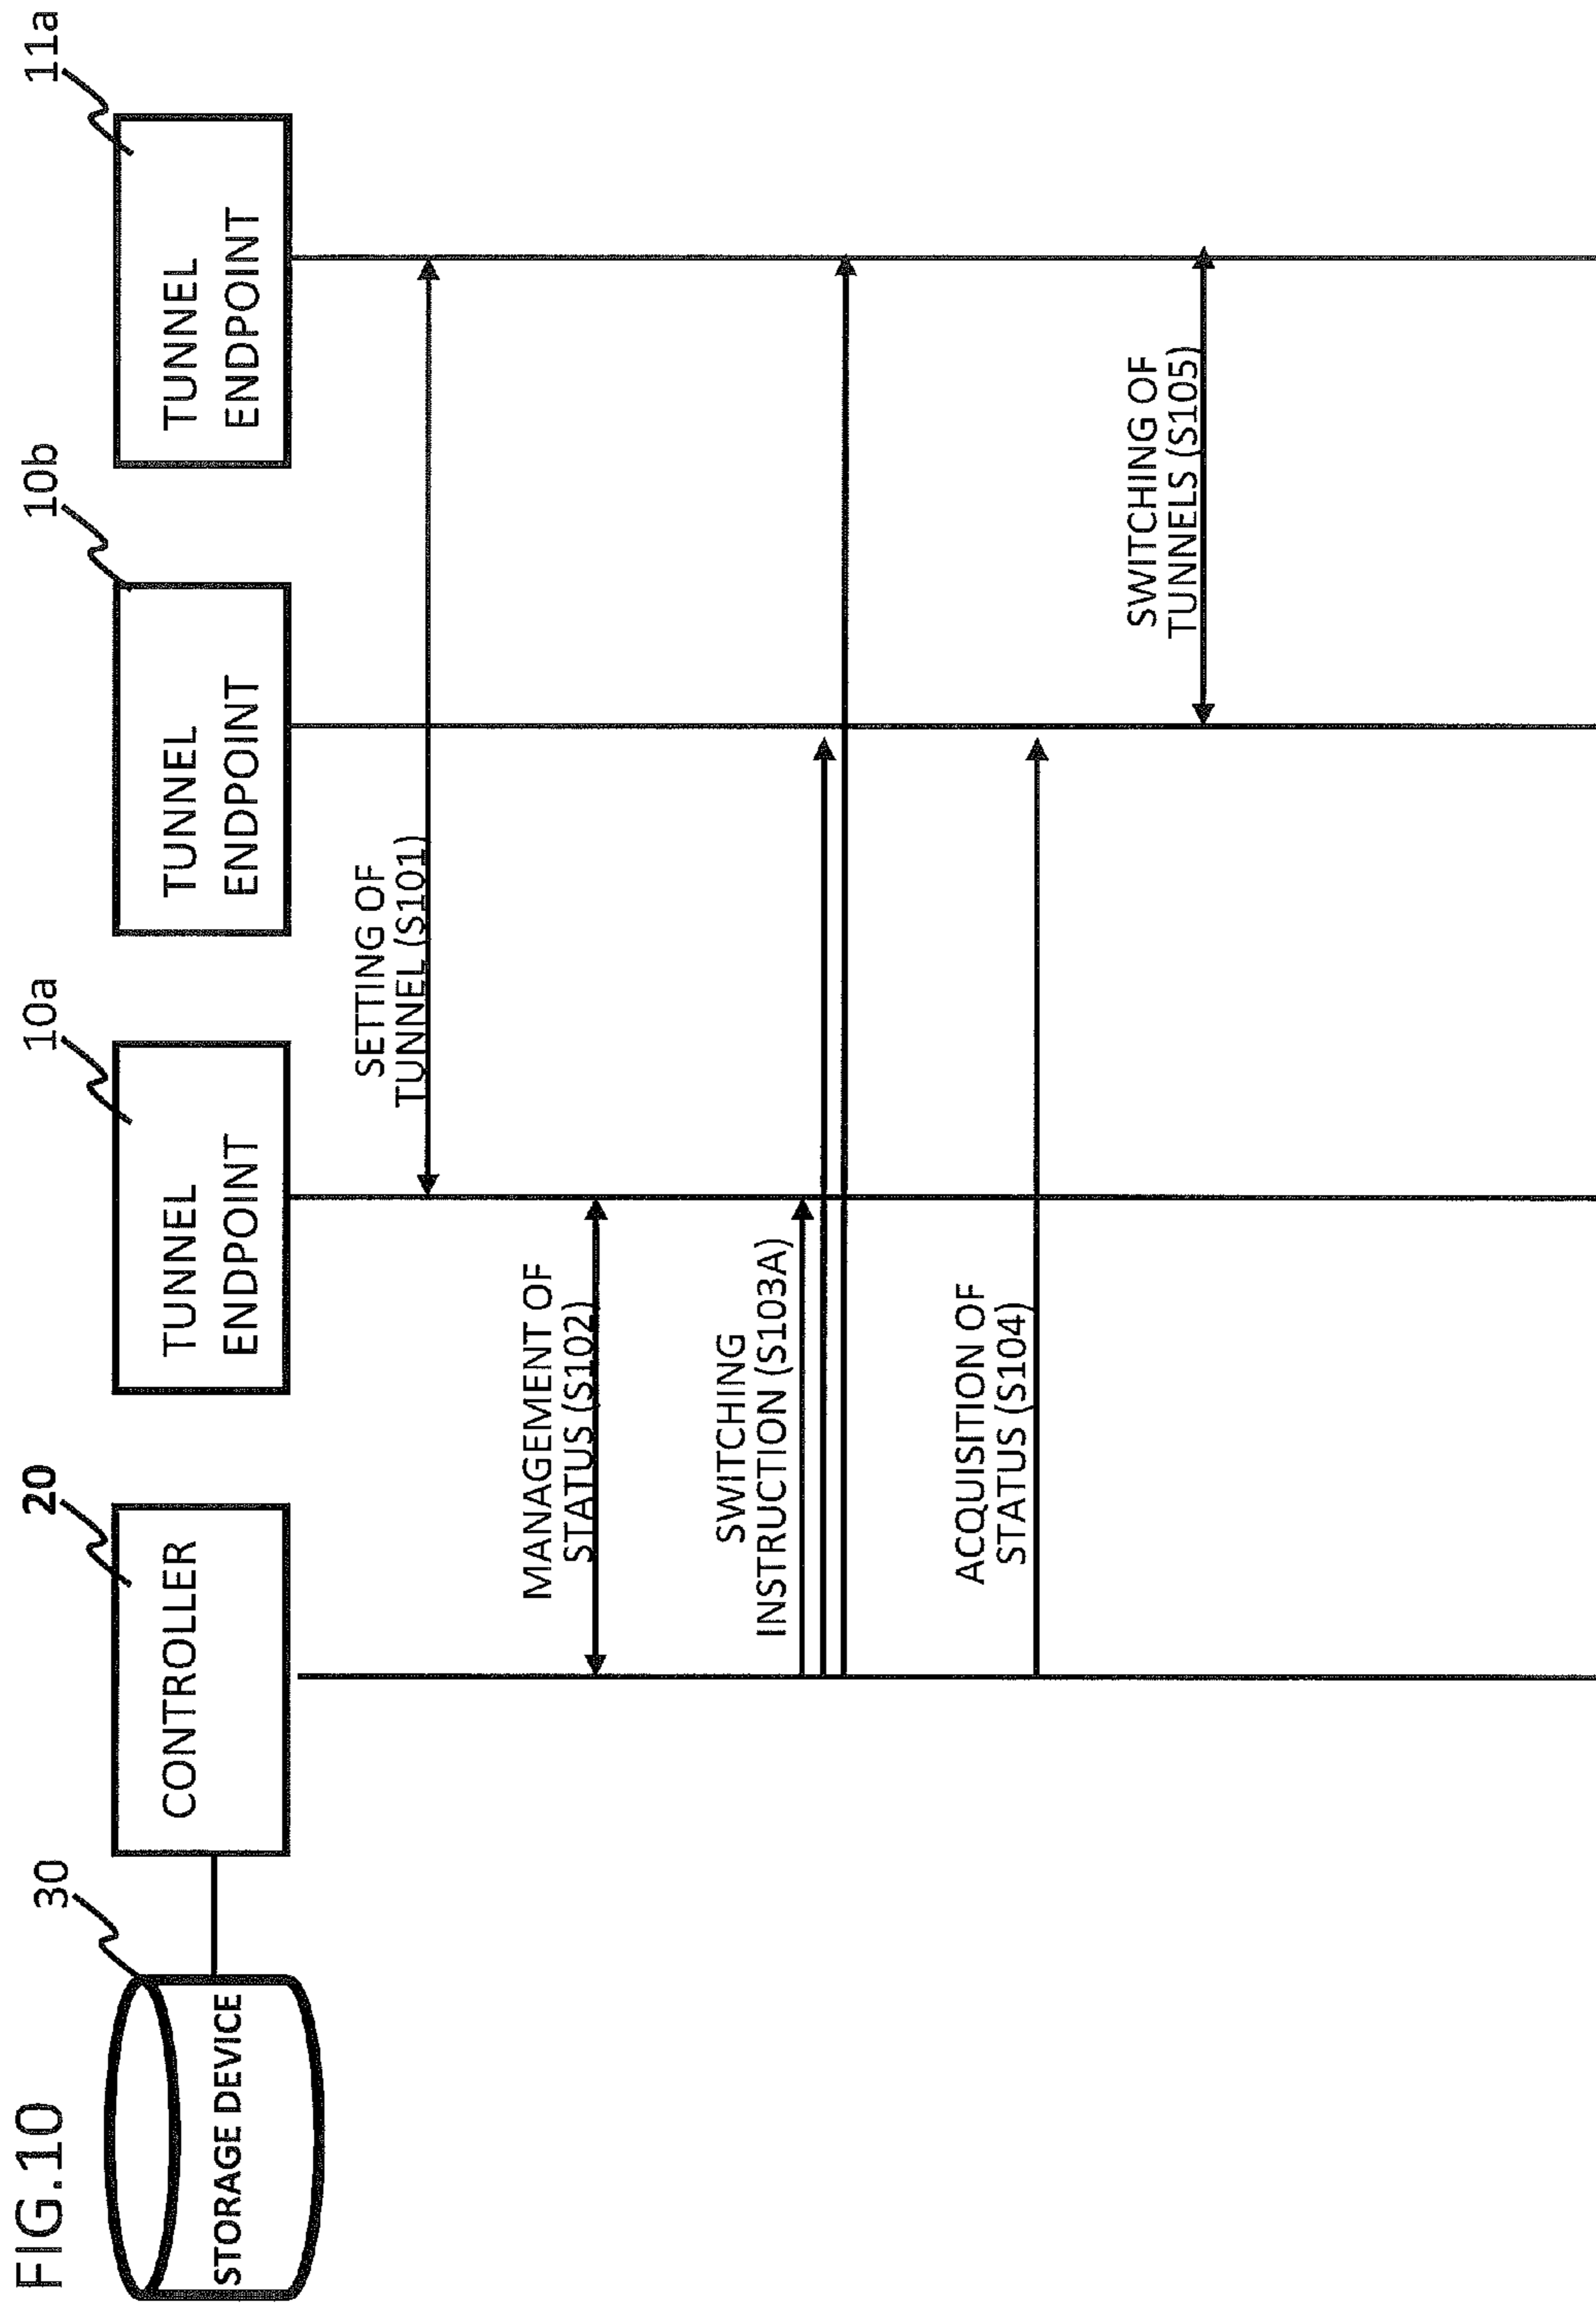 FIG.10
30
20
10a
10b
11a
STORAGE DEVICE
CONTROLLER
TUNNEL
ENDPOINT
TUNNEL
ENDPOINT
TUNNEL
ENDPOINT
SETTING OF
TUNNEL (S101)
MANAGEMENT OF
STATUS (S102)
SWITCHING
INSTRUCTION (S103A)
ACQUISITION OF
STATUS (S104)
SWITCHING OF
TUNNELS (S105)